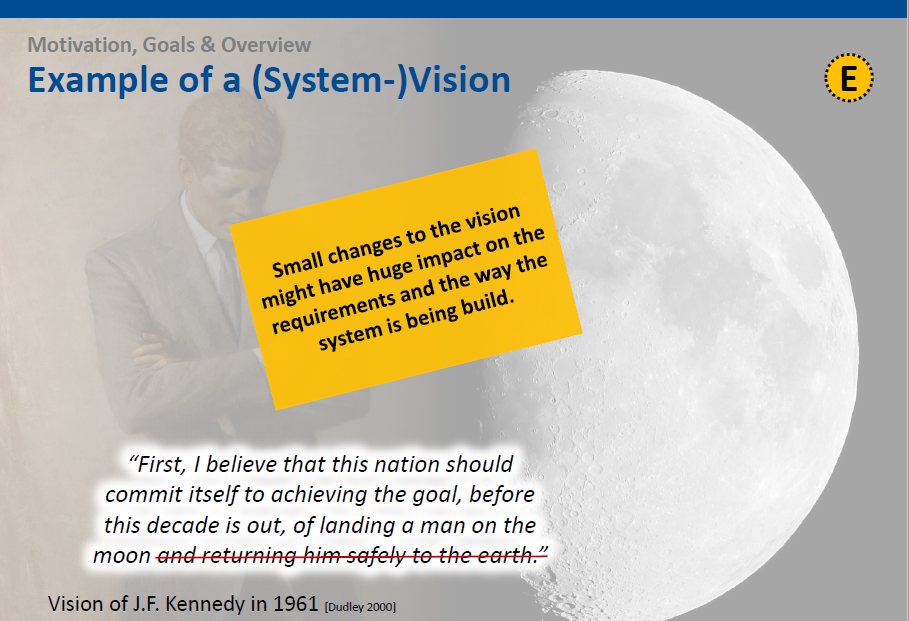 Motivation, Goals & Overview
Example of a (System-)Vision
E
Small changes to the vision
might have huge impact on the
requirements and the way the
system is being build.
“First, I believe that this nation should
commit itself to achieving the goal, before
this decade is out, of landing a man on the
moon and returning him safely to the earth.”
Vision of J.F. Kennedy in 1961 [Dudley 2000]